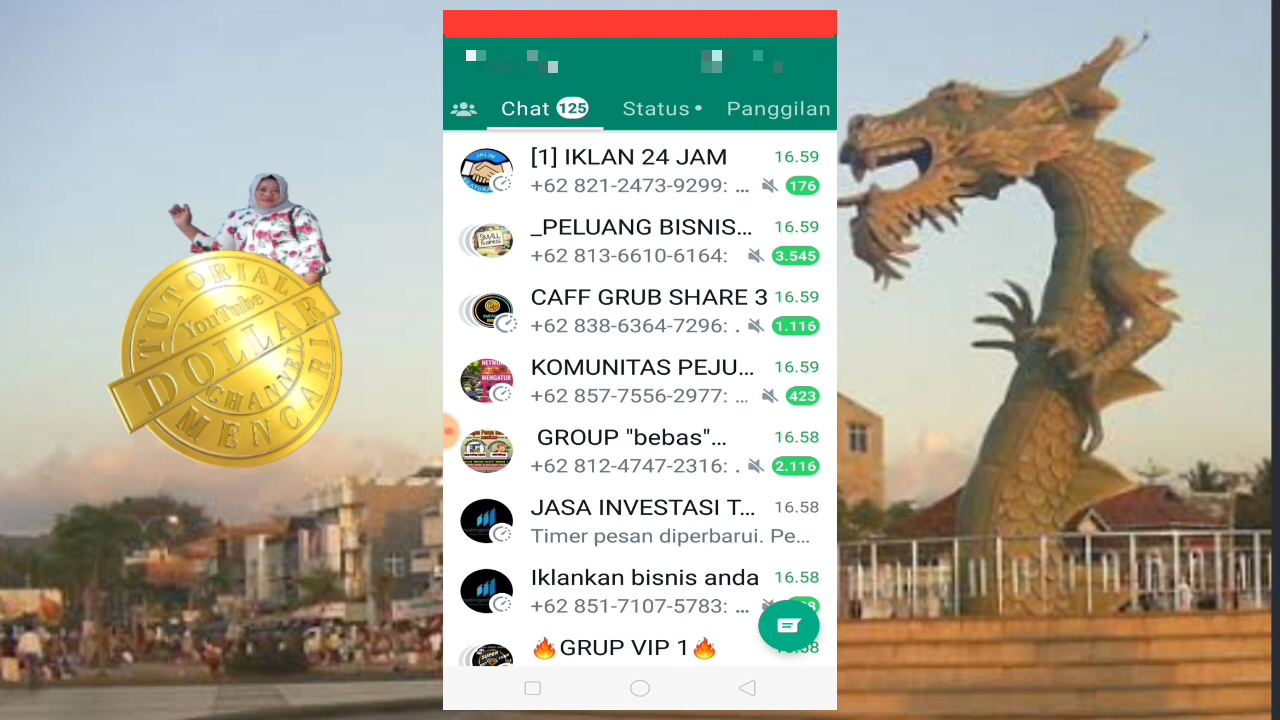 TUTORIAL
YouTube
DOLLAR
CHANNEL
MENCARI
Chat 125 Status • Panggilan
[1] IKLAN 24 JAM 16.59
JALIN
+62 821-2473-9299: ... 176
_PELUANG BISNIS... 16.59
SMALL
Business
+62 813-6610-6164: 3.545
CAFF GRUB SHARE 3 16.59
+62 838-6364-7296: . 1.116
KOMUNITAS PEJU... 16.59
MENGATUR
+62 857-7556-2977: ... 423
GROUP "bebas"... 16.58
+62 812-4747-2316: . 2.116
JASA INVESTASI T... 16.58
Timer pesan diperbarui. Pe...
Iklankan bisnis anda 16.58
+62 851-7107-5783: ...
🔥GRUP VIP 1🔥